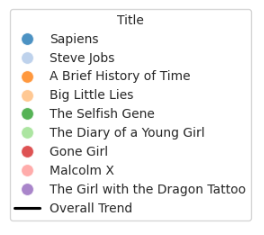 Title
Sapiens
Steve Jobs
A Brief History of Time
Big Little Lies
The Selfish Gene
The Diary of a Young Girl
Gone Girl
Malcolm X
The Girl with the Dragon Tattoo
Overall Trend